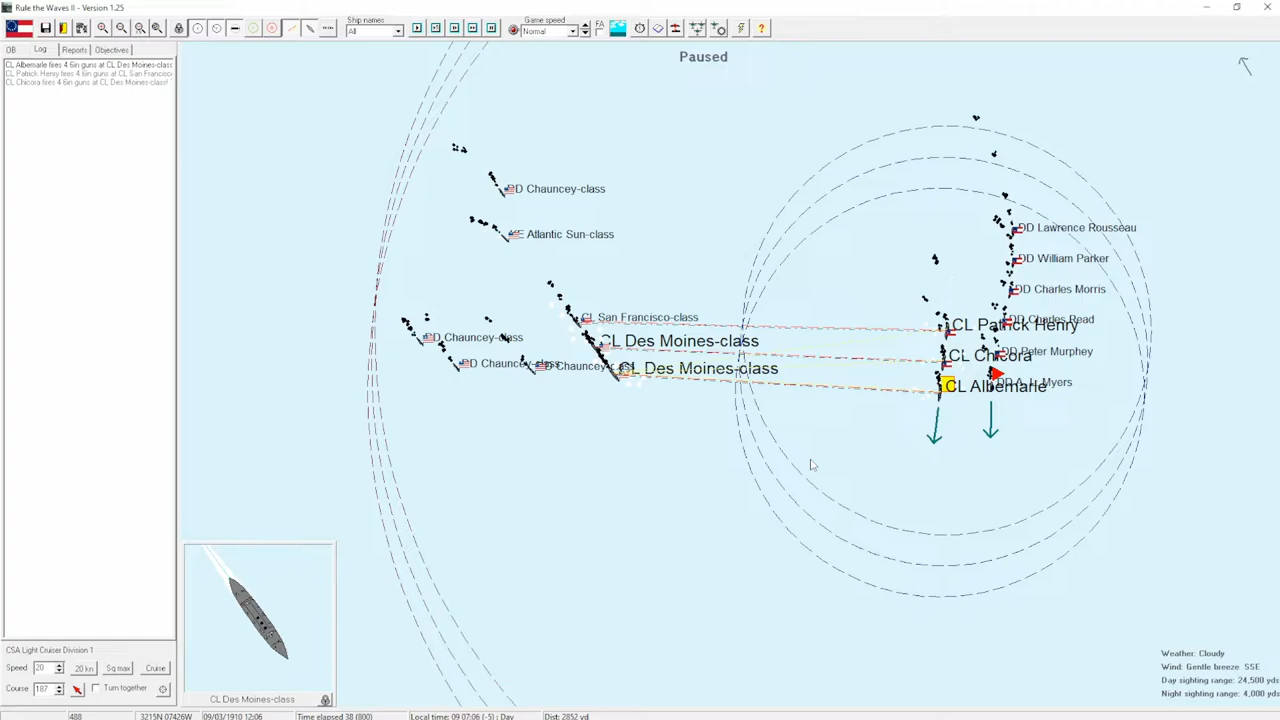 Rule the Waves II - Version 1.25
Ship names
All
Game speed
Normal
FA
OB
Log
Reports
Objectives
CL Albemarle fires 4 6in guns at CL Des Moines-class
CL Patrick Henry fires 4 6in guns at CL San Francisco
CL Chicora fires 4 6in guns at CL Des Moines-class!
Paused
DD Chauncey-class
Atlantic Sun-class
CL San Francisco-class
CL Des Moines-class
DD Chauncey-class
DD Chauncey-class
DD Chauncey-class
CL Des Moines-class
DD Lawrence Rousseau
DD William Parker
DD Charles Morris
DD Charles Read
CL Patrick Henry
DD Peter Murphey
CL Chicora
Myers
CL Albemarle
CL Des Moines-class
CSA Light Cruiser Division 1
Speed 20 20 kn Sq max Cruise
Course 187 Turn together
Weather: Cloudy
Wind: Gentle breeze SSE
Day sighting range: 24,500 yds
Night sighting range: 4,000 yds
488 3215N 07426W 09/03/1910 12:06 Time elapsed 38 (800) Local time: 09 07:06 (-5) : Day Dist: 2852 yd